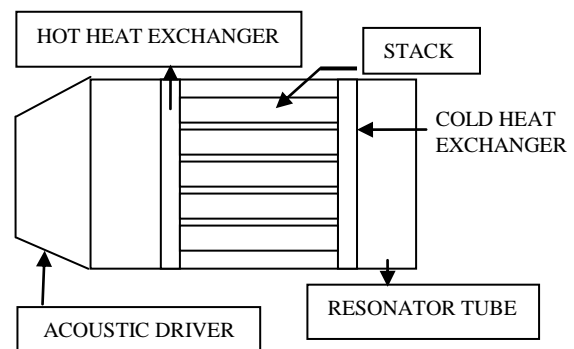 HOT HEAT EXCHANGER
STACK
COLD HEAT
EXCHANGER
RESONATOR TUBE
ACOUSTIC DRIVER